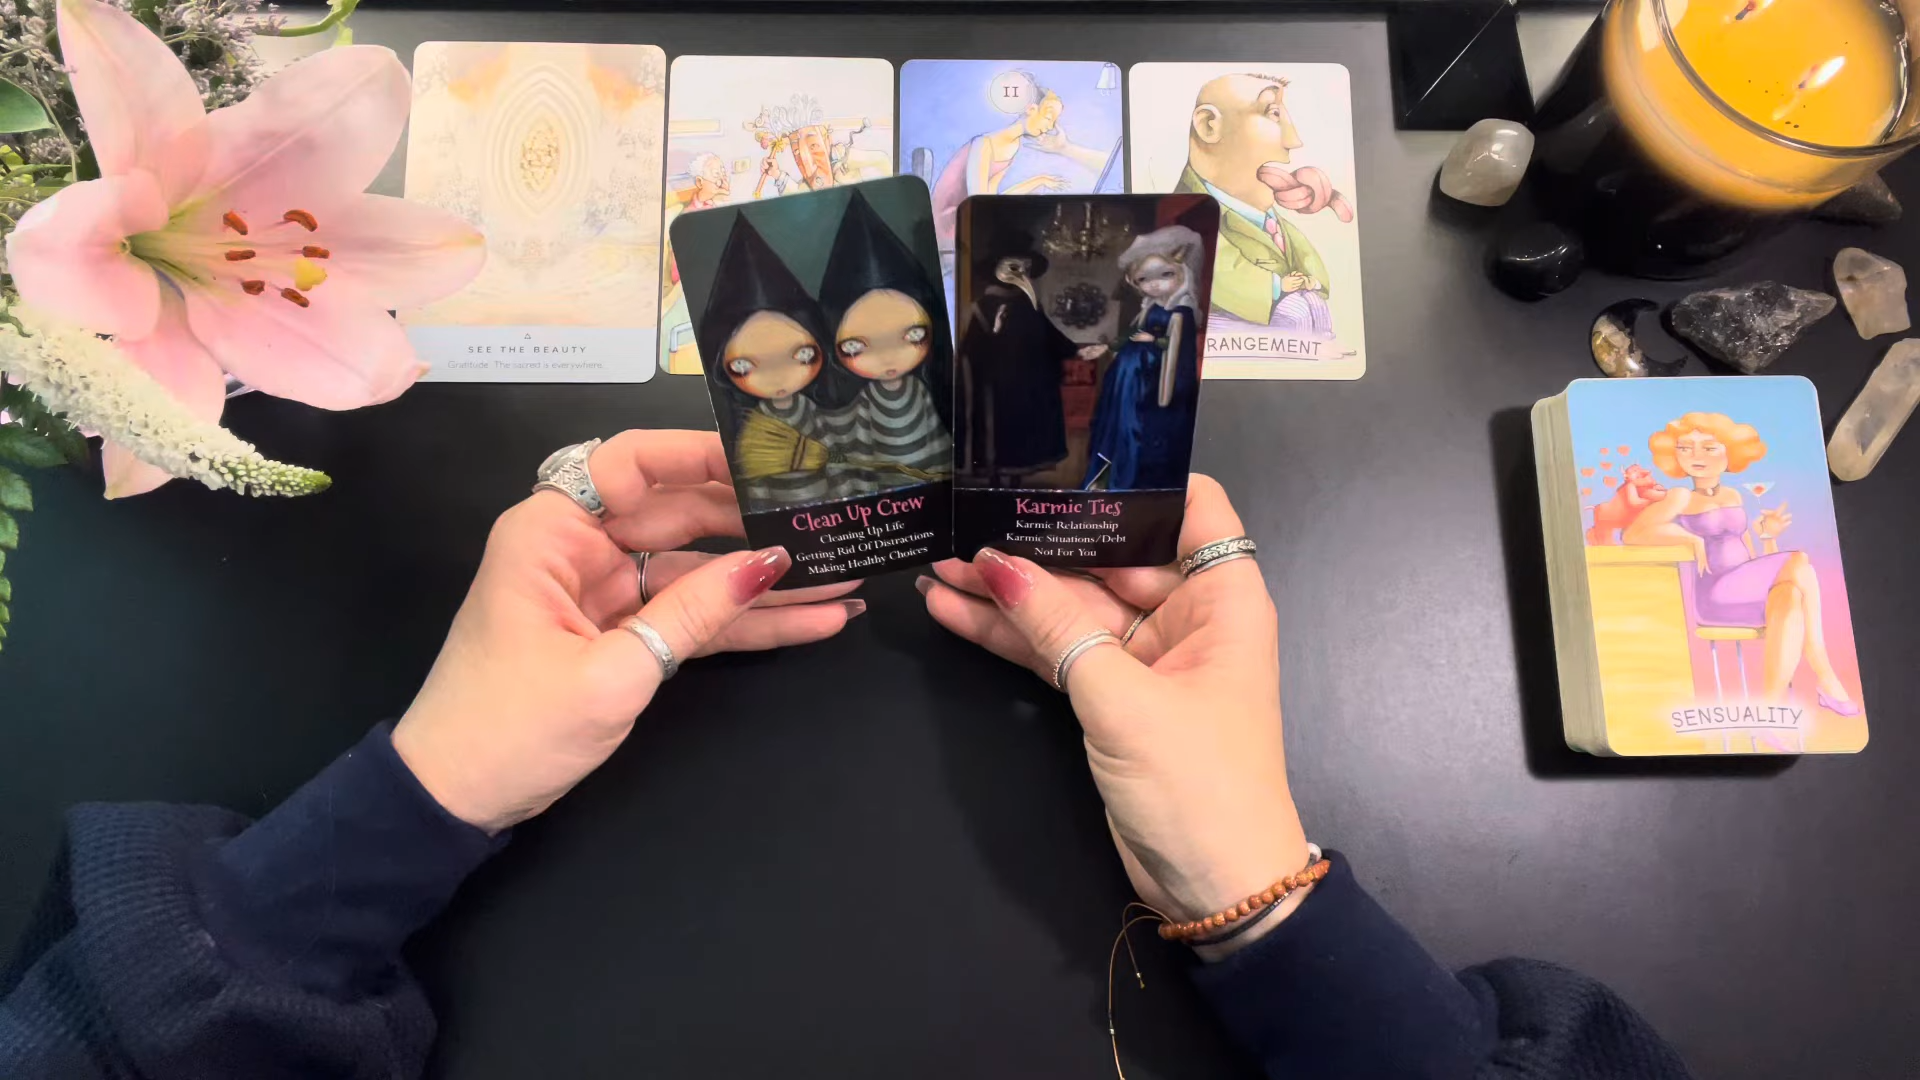 II
SEE THE BEAUTY
Gratitude. The sacred is everywhere.
RANGEMENT
Clean Up Crew
Cleaning Up Life
Getting Rid Of Distractions
Making Healthy Choices
Karmic Ties
Karmic Relationship
Karmic Situations/Debt
Not For You
SENSUALITY